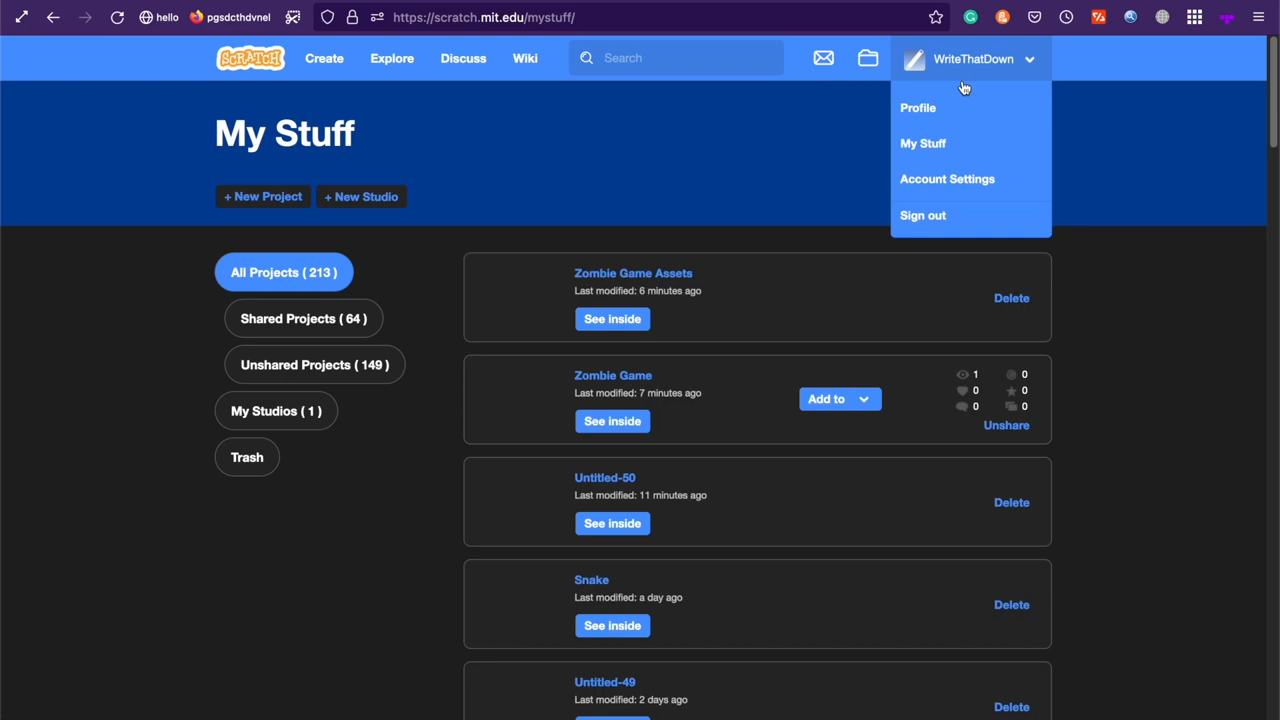 hello
pgsdcthdvnel
https://scratch.mit.edu/mystuff/
SCRATCH
Create
Explore
Discuss
Wiki
Search
WriteThatDown
Profile
My Stuff
Account Settings
Sign out
My Stuff
+ New Project
+ New Studio
All Projects ( 213 )
Shared Projects ( 64 )
Unshared Projects ( 149 )
My Studios ( 1 )
Trash
Zombie Game Assets
Last modified: 6 minutes ago
See inside
Delete
Zombie Game
Last modified: 7 minutes ago
See inside
Add to
1 0
0 0
0 0
Unshare
Untitled-50
Last modified: 11 minutes ago
See inside
Delete
Snake
Last modified: a day ago
See inside
Delete
Untitled-49
Last modified: 2 days ago
Delete